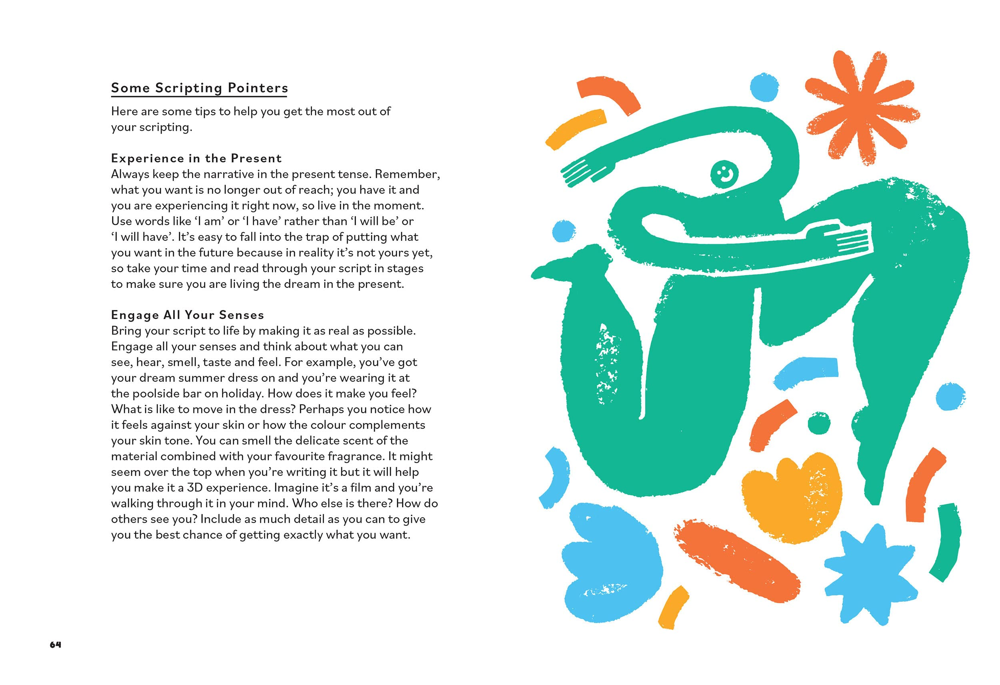 Some Scripting Pointers
Here are some tips to help you get the most out of
your scripting.
Experience in the Present
Always keep the narrative in the present tense. Remember,
what you want is no longer out of reach; you have it and
you are experiencing it right now, so live in the moment.
Use words like ‘I am’ or ‘I have’ rather than ‘I will be’ or
‘I will have’. It’s easy to fall into the trap of putting what
you want in the future because in reality it’s not yours yet,
so take your time and read through your script in stages
to make sure you are living the dream in the present.
Engage All Your Senses
Bring your script to life by making it as real as possible.
Engage all your senses and think about what you can
see, hear, smell, taste and feel. For example, you’ve got
your dream summer dress on and you’re wearing it at
the poolside bar on holiday. How does it make you feel?
What is like to move in the dress? Perhaps you notice how
it feels against your skin or how the colour complements
your skin tone. You can smell the delicate scent of the
material combined with your favourite fragrance. It might
seem over the top when you’re writing it but it will help
you make it a 3D experience. Imagine it’s a film and you’re
walking through it in your mind. Who else is there? How do
others see you? Include as much detail as you can to give
you the best chance of getting exactly what you want.
64